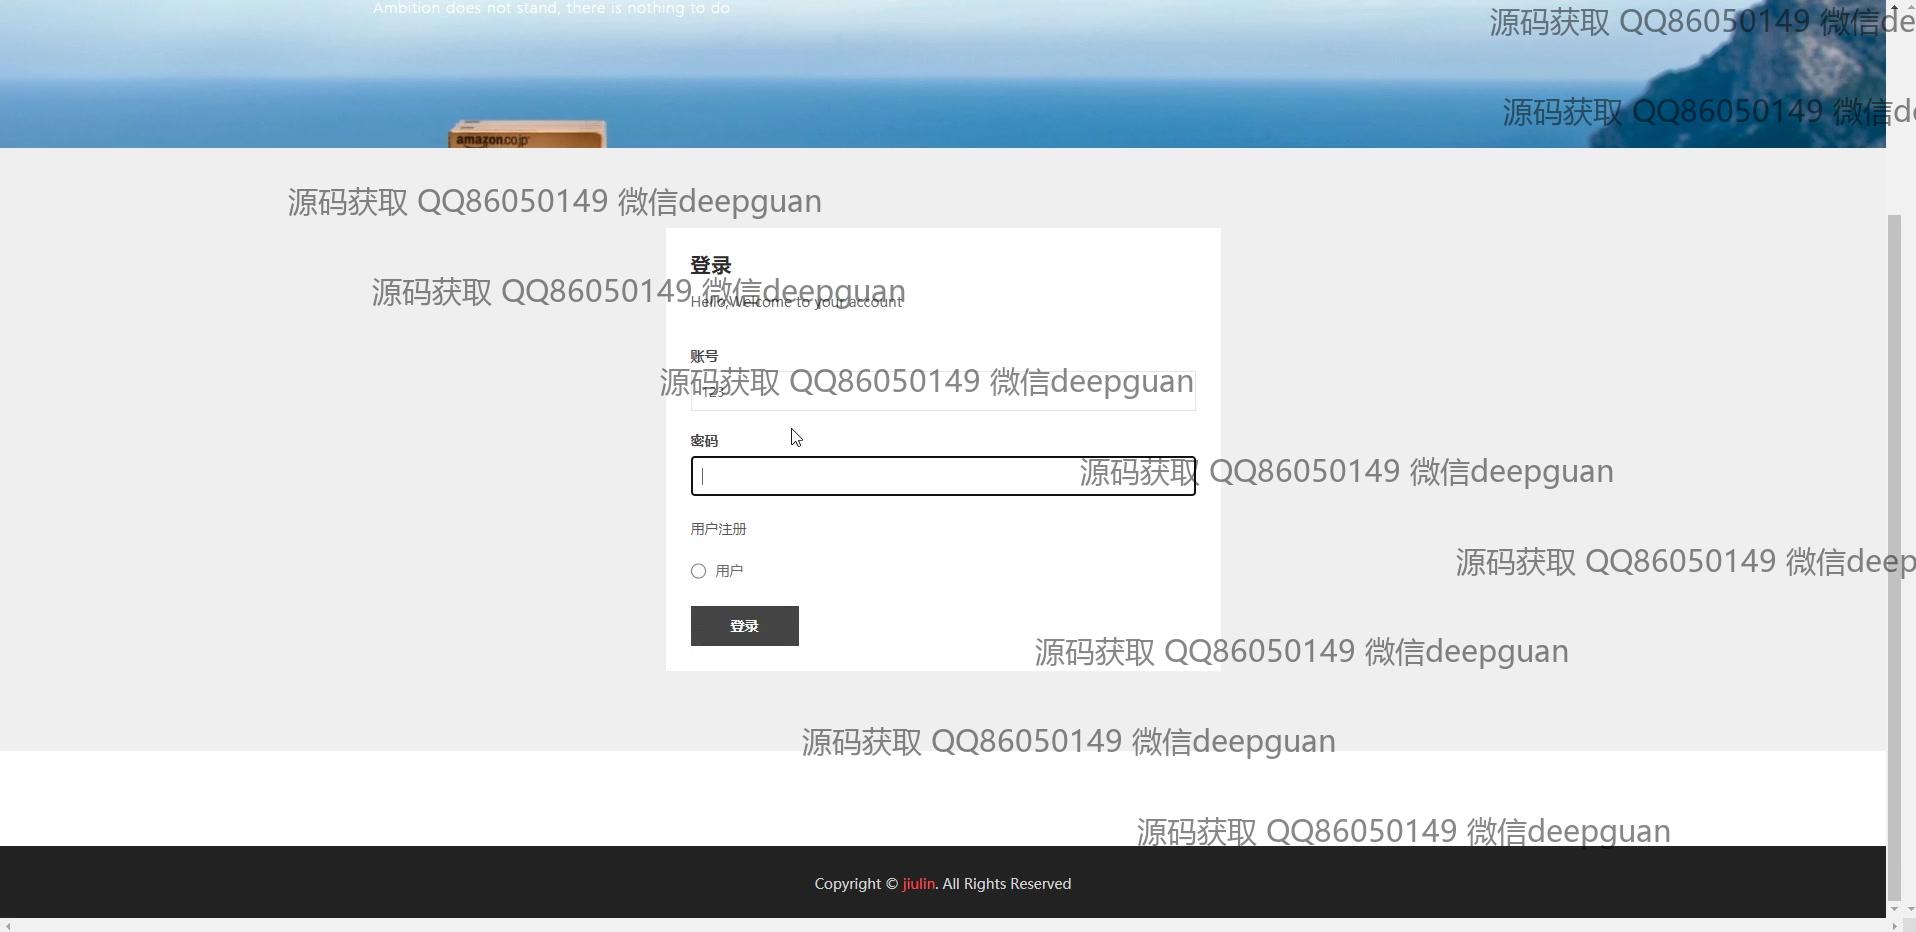 Ambition does not stand, there is nothing to do
源码获取 QQ86050149 微信de
源码获取 QQ86050149 微信de
amazon.co.jp
源码获取 QQ86050149 微信deepguan
登录
源码获取 QQ86050149 微信deepguan
Hello,Welcome to your account
账号
源码获取 QQ86050149 微信deepguan
123
密码
源码获取 QQ86050149 微信deepguan
用户注册
源码获取 QQ86050149 微信deep
用户
登录
源码获取 QQ86050149 微信deepguan
源码获取 QQ86050149 微信deepguan
源码获取 QQ86050149 微信deepguan
Copyright © jiulin. All Rights Reserved